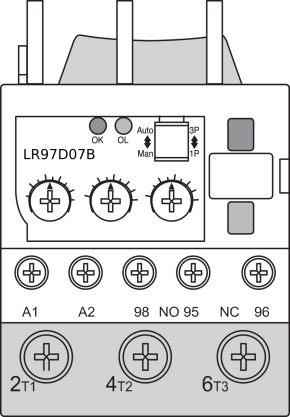 Auto 3P
OK OL
Man 1P
LR97D07B
A1 A2 98 NO 95 NC 96
2T1 4T2 6T3